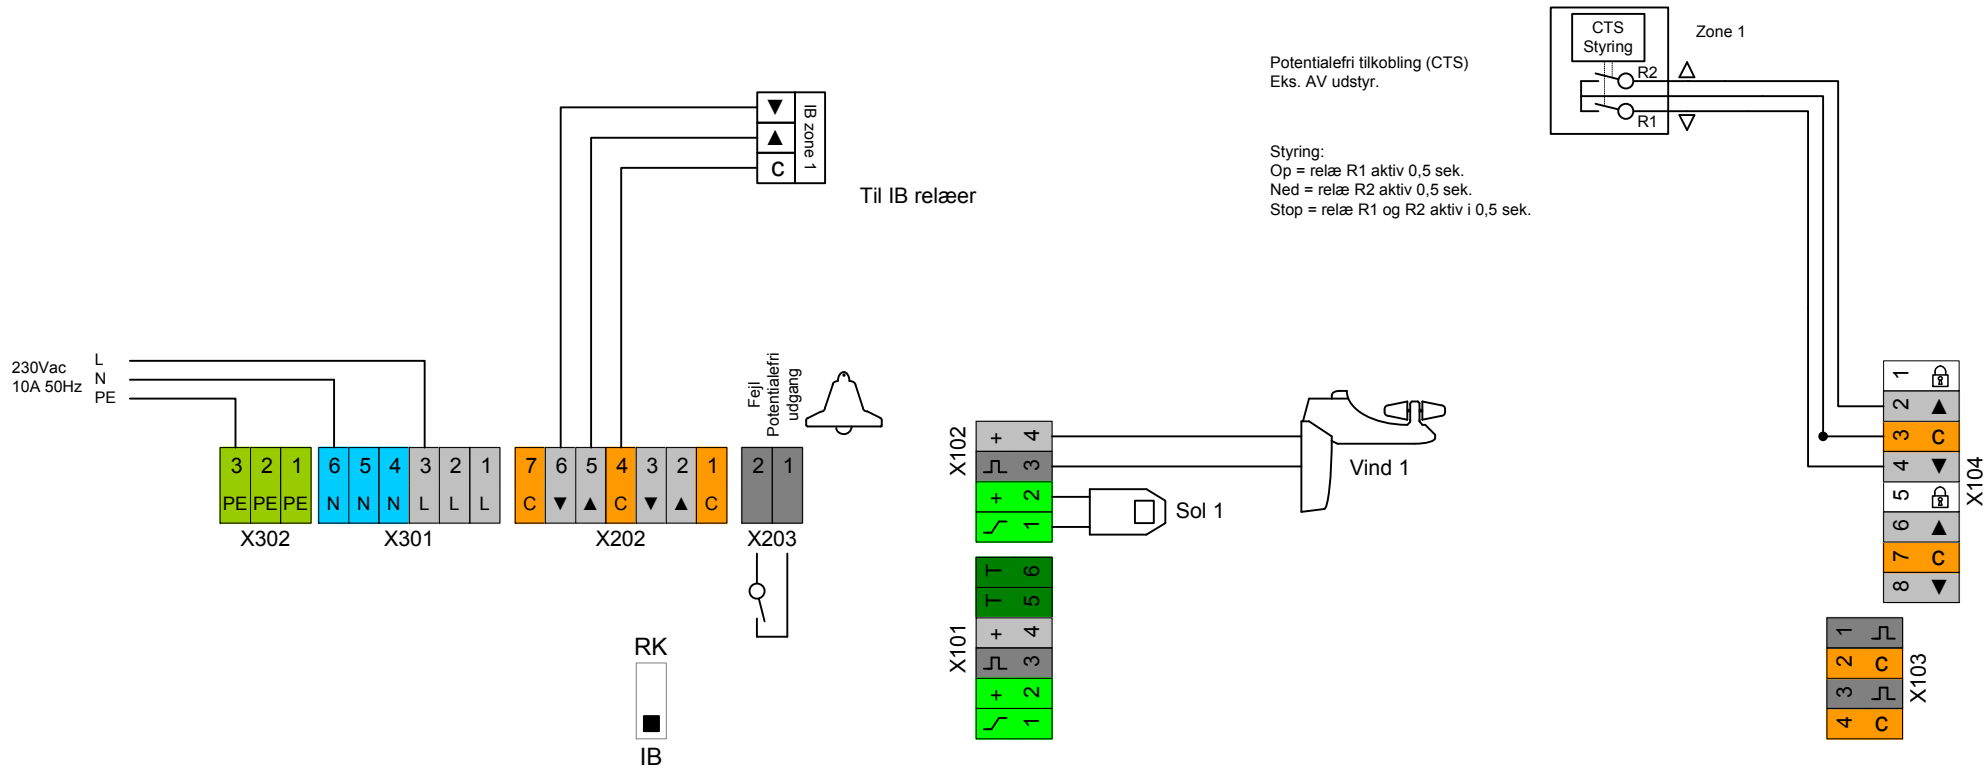 CTS
Styring
Zone 1
R2
R1
Potentialefri tilkobling (CTS)
Eks. AV udstyr.
Styring:
Op = relæ R1 aktiv 0,5 sek.
Ned = relæ R2 aktiv 0,5 sek.
Stop = relæ R1 og R2 aktiv i 0,5 sek.
▼
▲
C
IB zone 1
Til IB relæer
230Vac
10A 50Hz
L
N
PE
3 2 1
PE PE PE
X302
6 5 4 3 2 1
N N N L L L
X301
7 6 5 4 3 2 1
C ▼ ▲ C ▼ ▲ C
X202
Fejl
Potentialefri
udgang
2 1
X203
RK
IB
X102
+ 4
3
+ 2
1
Vind 1
Sol 1
X101
T 6
T 5
+ 4
3
+ 2
1
X104
1
2 ▲
3 C
4 ▼
5
6 ▲
7 C
8 ▼
X103
1
2 C
3
4 C